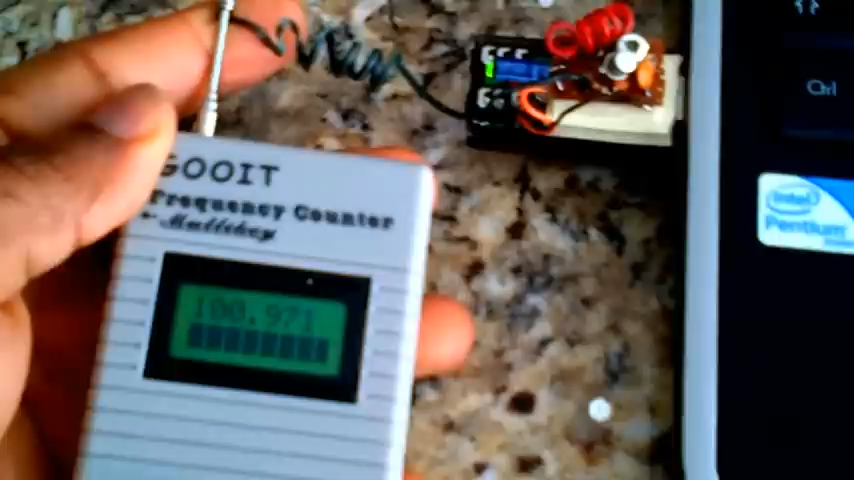 GOOIT
Frequency Counter
100.971
Ctrl
intel
Pentium